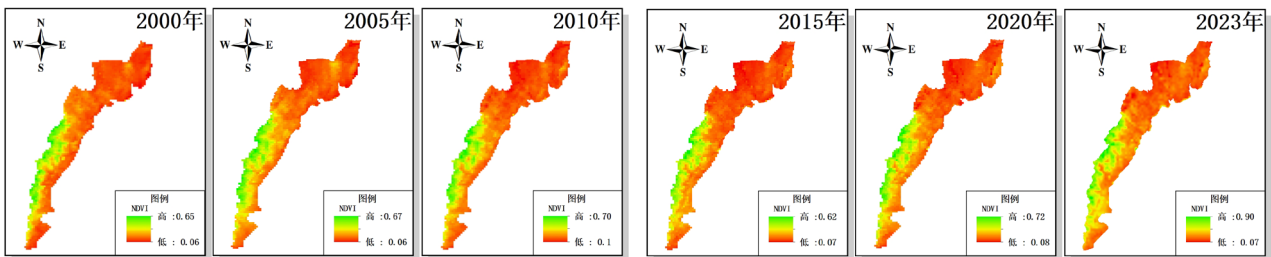 2000年
N
W E
S
图例
NDVI
高 :0.65
低 : 0.06
2005年
N
W E
S
图例
NDVI
高 :0.67
低 : 0.06
2010年
N
W E
S
图例
NDVI
高 :0.70
低 : 0.1
2015年
N
W E
S
图例
NDVI
高 :0.62
低 :0.07
2020年
N
W E
S
图例
NDVI
高 :0.72
低 : 0.08
2023年
N
W E
S
图例
NDVI
高 :0.90
低 : 0.07